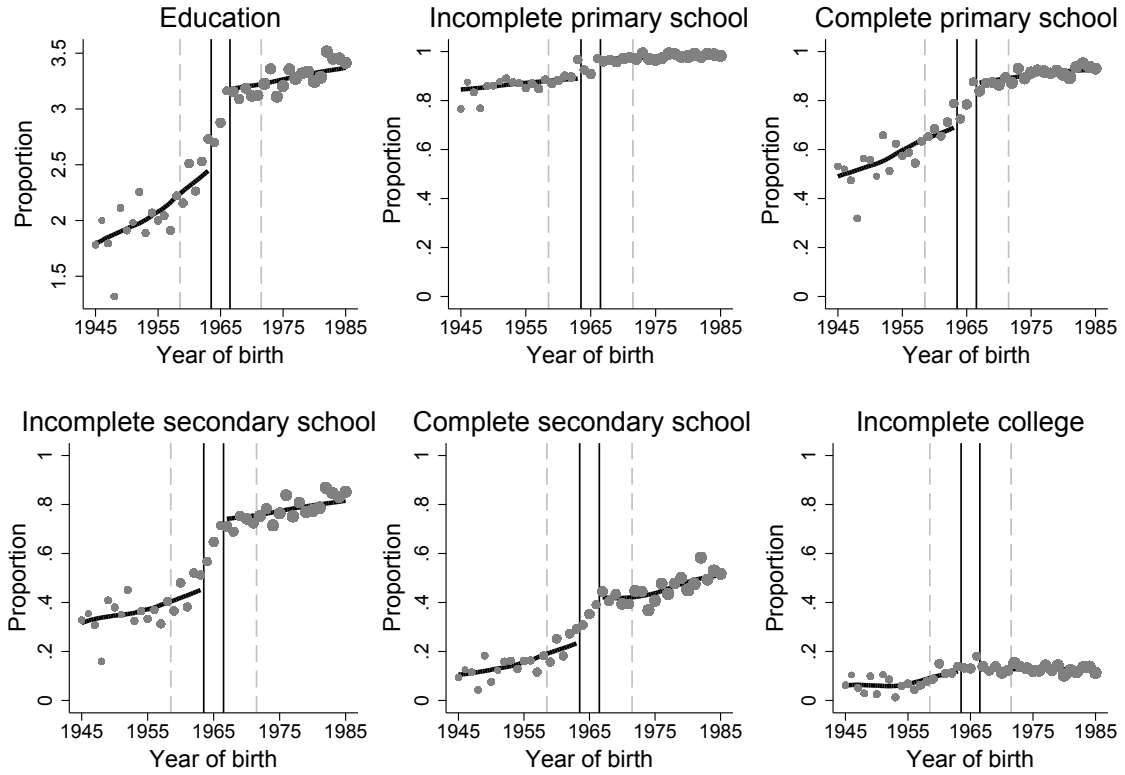 Education
3.5
3
2.5
2
1.5
Proportion
1945 1955 1965 1975 1985
Year of birth
Incomplete primary school
1
.8
.6
.4
.2
0
Proportion
1945 1955 1965 1975 1985
Year of birth
Complete primary school
1
.8
.6
.4
.2
0
Proportion
1945 1955 1965 1975 1985
Year of birth
Incomplete secondary school
1
.8
.6
.4
.2
0
Proportion
1945 1955 1965 1975 1985
Year of birth
Complete secondary school
1
.8
.6
.4
.2
0
Proportion
1945 1955 1965 1975 1985
Year of birth
Incomplete college
1
.8
.6
.4
.2
0
Proportion
1945 1955 1965 1975 1985
Year of birth